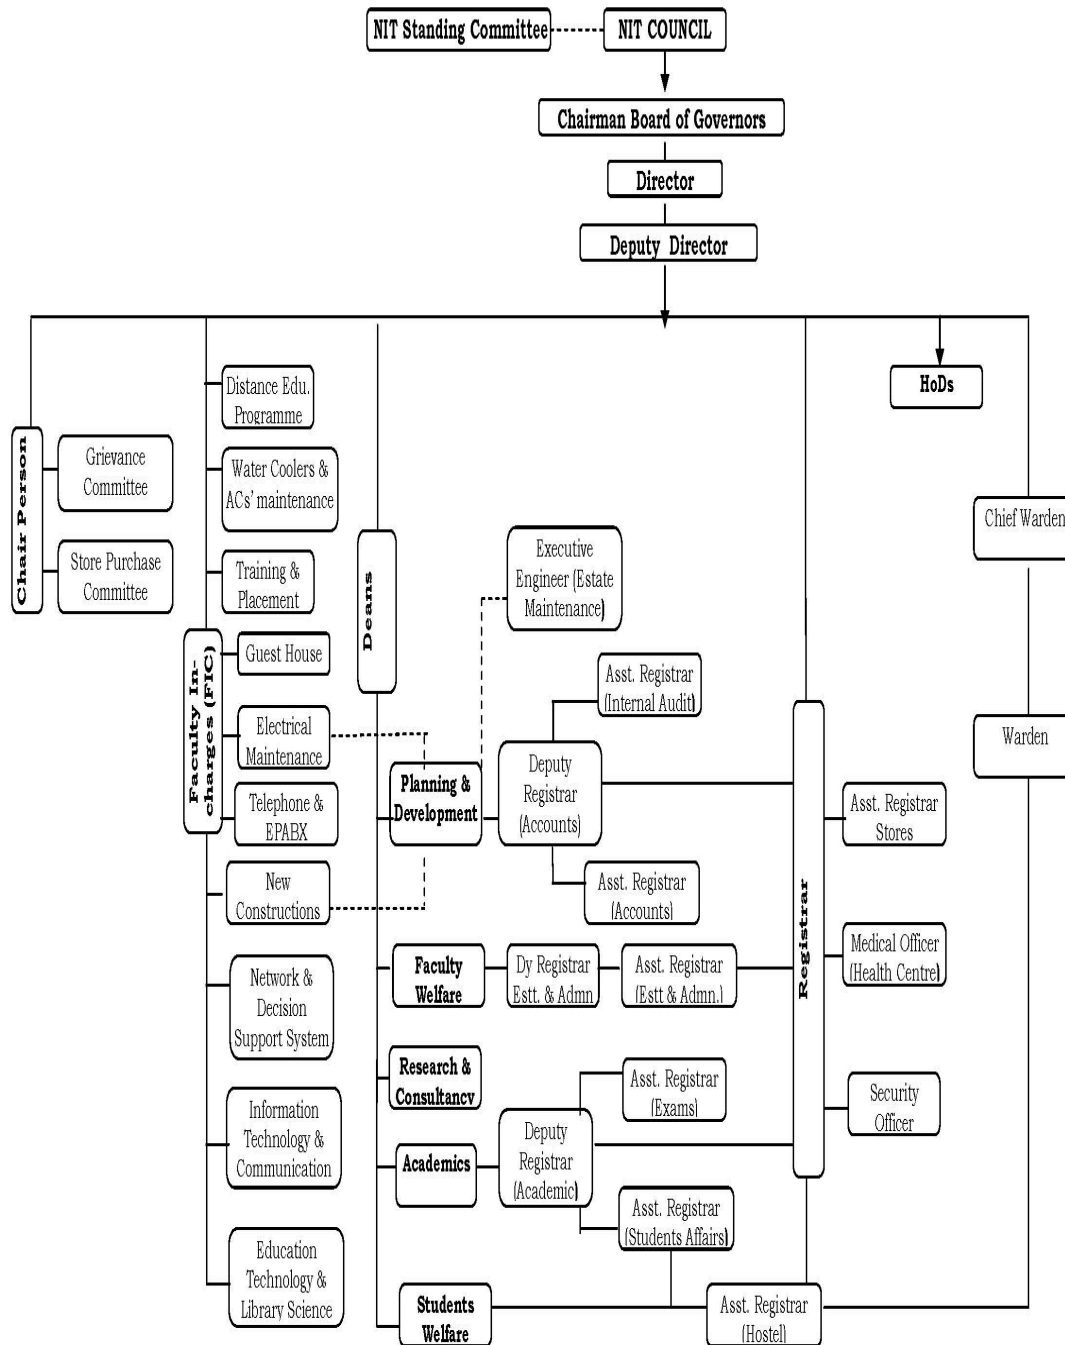 NIT Standing Committee
NIT COUNCIL
Chairman Board of Governors
Director
Deputy Director
HoDs
Chair Person
Grievance
Committee
Store Purchase
Committee
Faculty In-
charges (FIC)
Distance Edu.
Programme
Water Coolers &
ACs' maintenance
Training &
Placement
Guest House
Electrical
Maintenance
Telephone &
EPABX
New
Constructions
Network &
Decision
Support System
Information
Technology &
Communication
Education
Technology &
Library Science
Deans
Planning &
Development
Faculty
Welfare
Research &
Consultancy
Academics
Students
Welfare
Executive
Engineer (Estate
Maintenance)
Asst. Registrar
(Internal Audit)
Deputy
Registrar
(Accounts)
Asst. Registrar
(Accounts)
Dy Registrar
Estt. & Admn
Asst. Registrar
(Estt & Admn.)
Asst. Registrar
(Exams)
Deputy
Registrar
(Academic)
Asst. Registrar
(Students Affairs)
Asst. Registrar
(Hostel)
Registrar
Asst. Registrar
Stores
Medical Officer
(Health Centre)
Security
Officer
Chief Warden
Warden